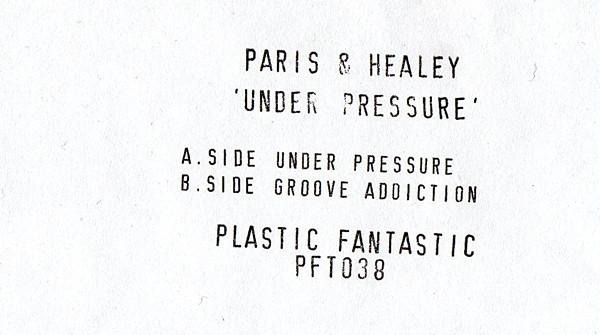 PARIS & HEALEY
'UNDER PRESSURE'
A.SIDE UNDER PRESSURE
B.SIDE GROOVE ADDICTION
PLASTIC FANTASTIC
PFT038